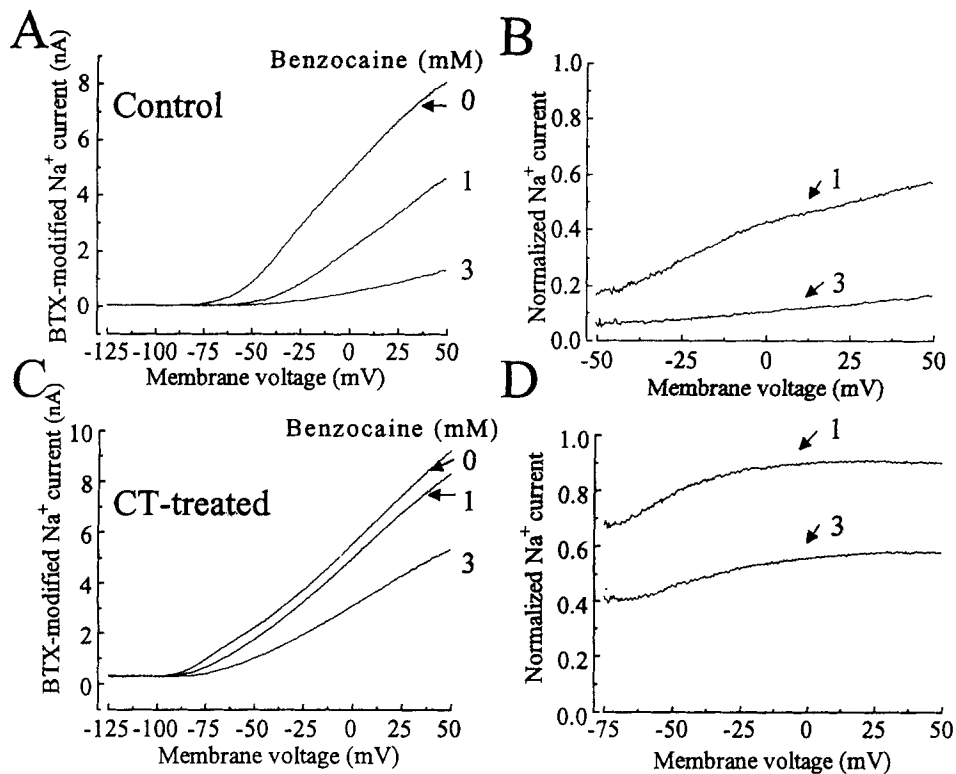 A
BTX-modified Na+ current (nA)
8
6
4
2
0
Benzocaine (mM)
Control
0
1
3
-125 -100 -75 -50 -25 0 25 50
Membrane voltage (mV)
B
Normalized Na+ current
1.0
0.8
0.6
0.4
0.2
0.0
1
3
-50 -25 0 25 50
Membrane voltage (mV)
C
BTX-modified Na+ current (nA)
10
8
6
4
2
0
Benzocaine (mM)
CT-treated
0
1
3
-125 -100 -75 -50 -25 0 25 50
Membrane voltage (mV)
D
Normalized Na+ current
1.0
0.8
0.6
0.4
0.2
0.0
1
3
-75 -50 -25 0 25 50
Membrane voltage (mV)